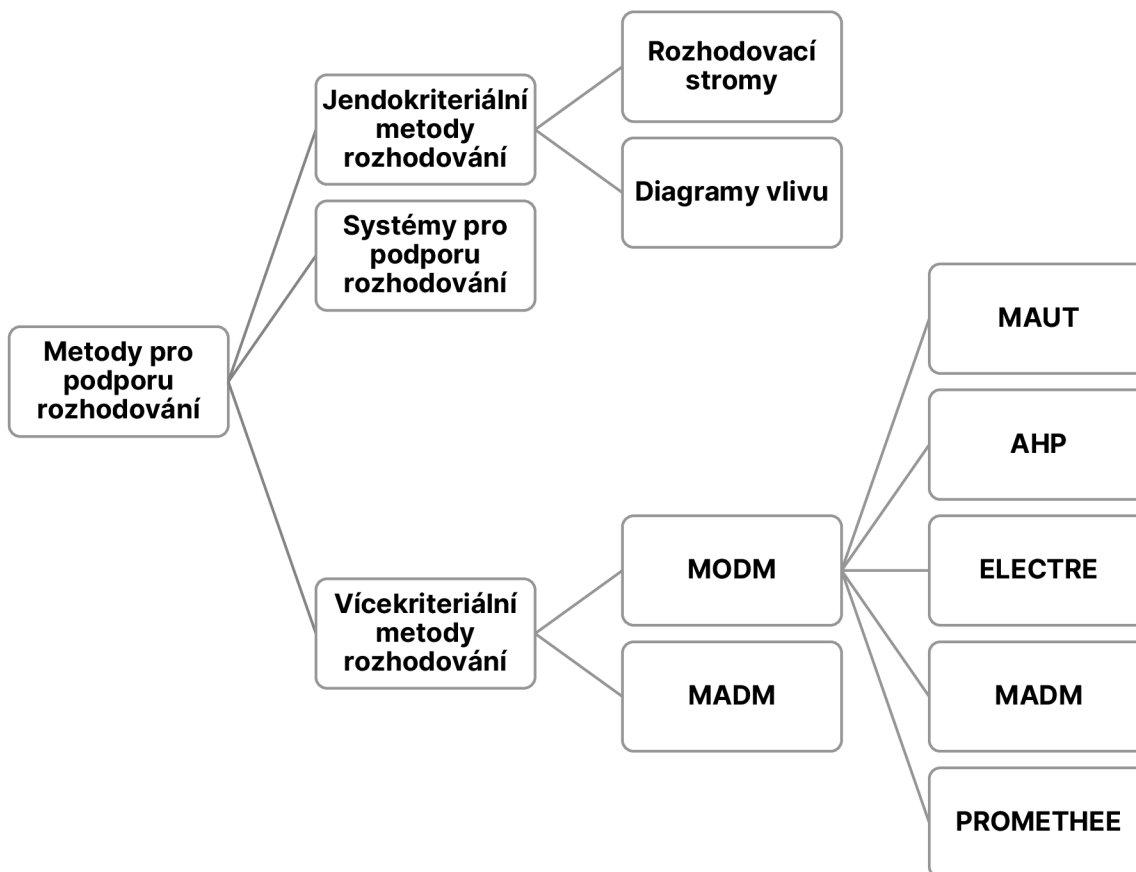 Rozhodovací
stromy
Jendokriteriální
metody
rozhodování
Diagramy vlivu
Systémy pro
podporu
rozhodování
MAUT
Metody pro
podporu
rozhodování
AHP
MODM
ELECTRE
Vícekriteriální
metody
rozhodování
MADM
MADM
PROMETHEE